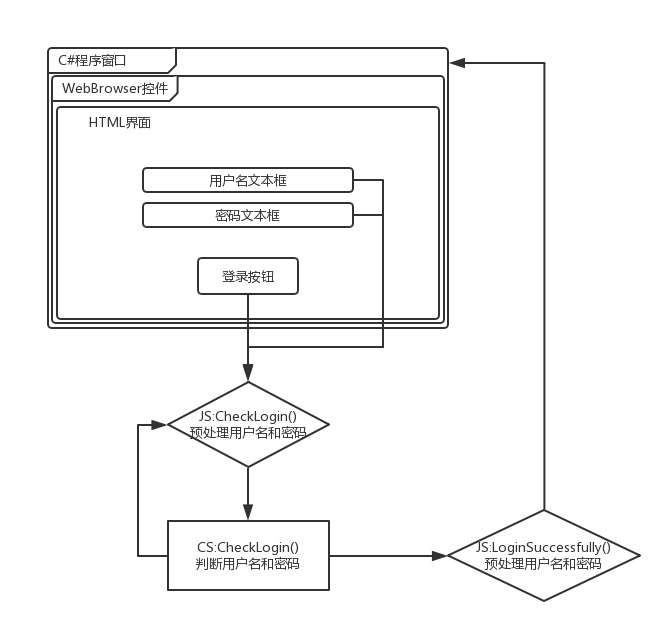 C#程序窗口
WebBrowser控件
HTML界面
用户名文本框
密码文本框
登录按钮
JS:CheckLogin()
预处理用户名和密码
CS:CheckLogin()
判断用户名和密码
JS:LoginSuccessfully()
预处理用户名和密码